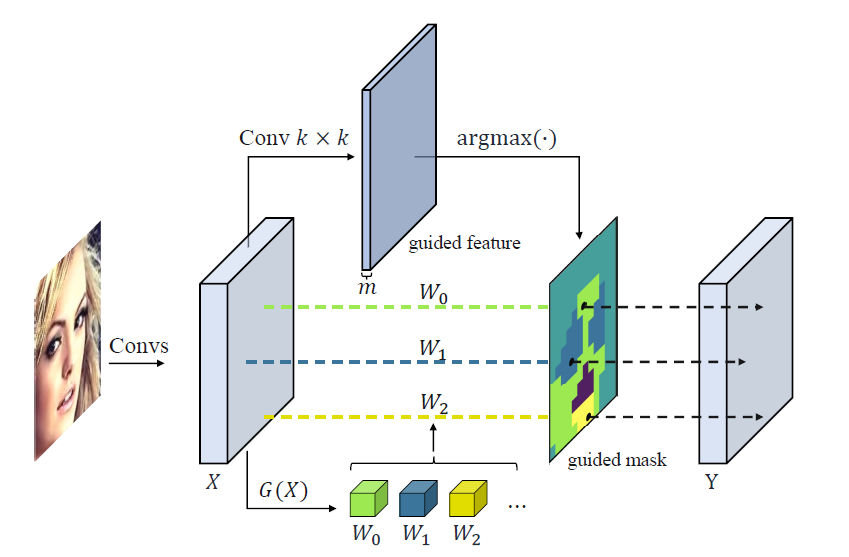 Conv k × k
argmax(·)
guided feature
m
W₀
Convs
W₁
W₂
guided mask
X
G(X)
Y
...
W₀ W₁ W₂